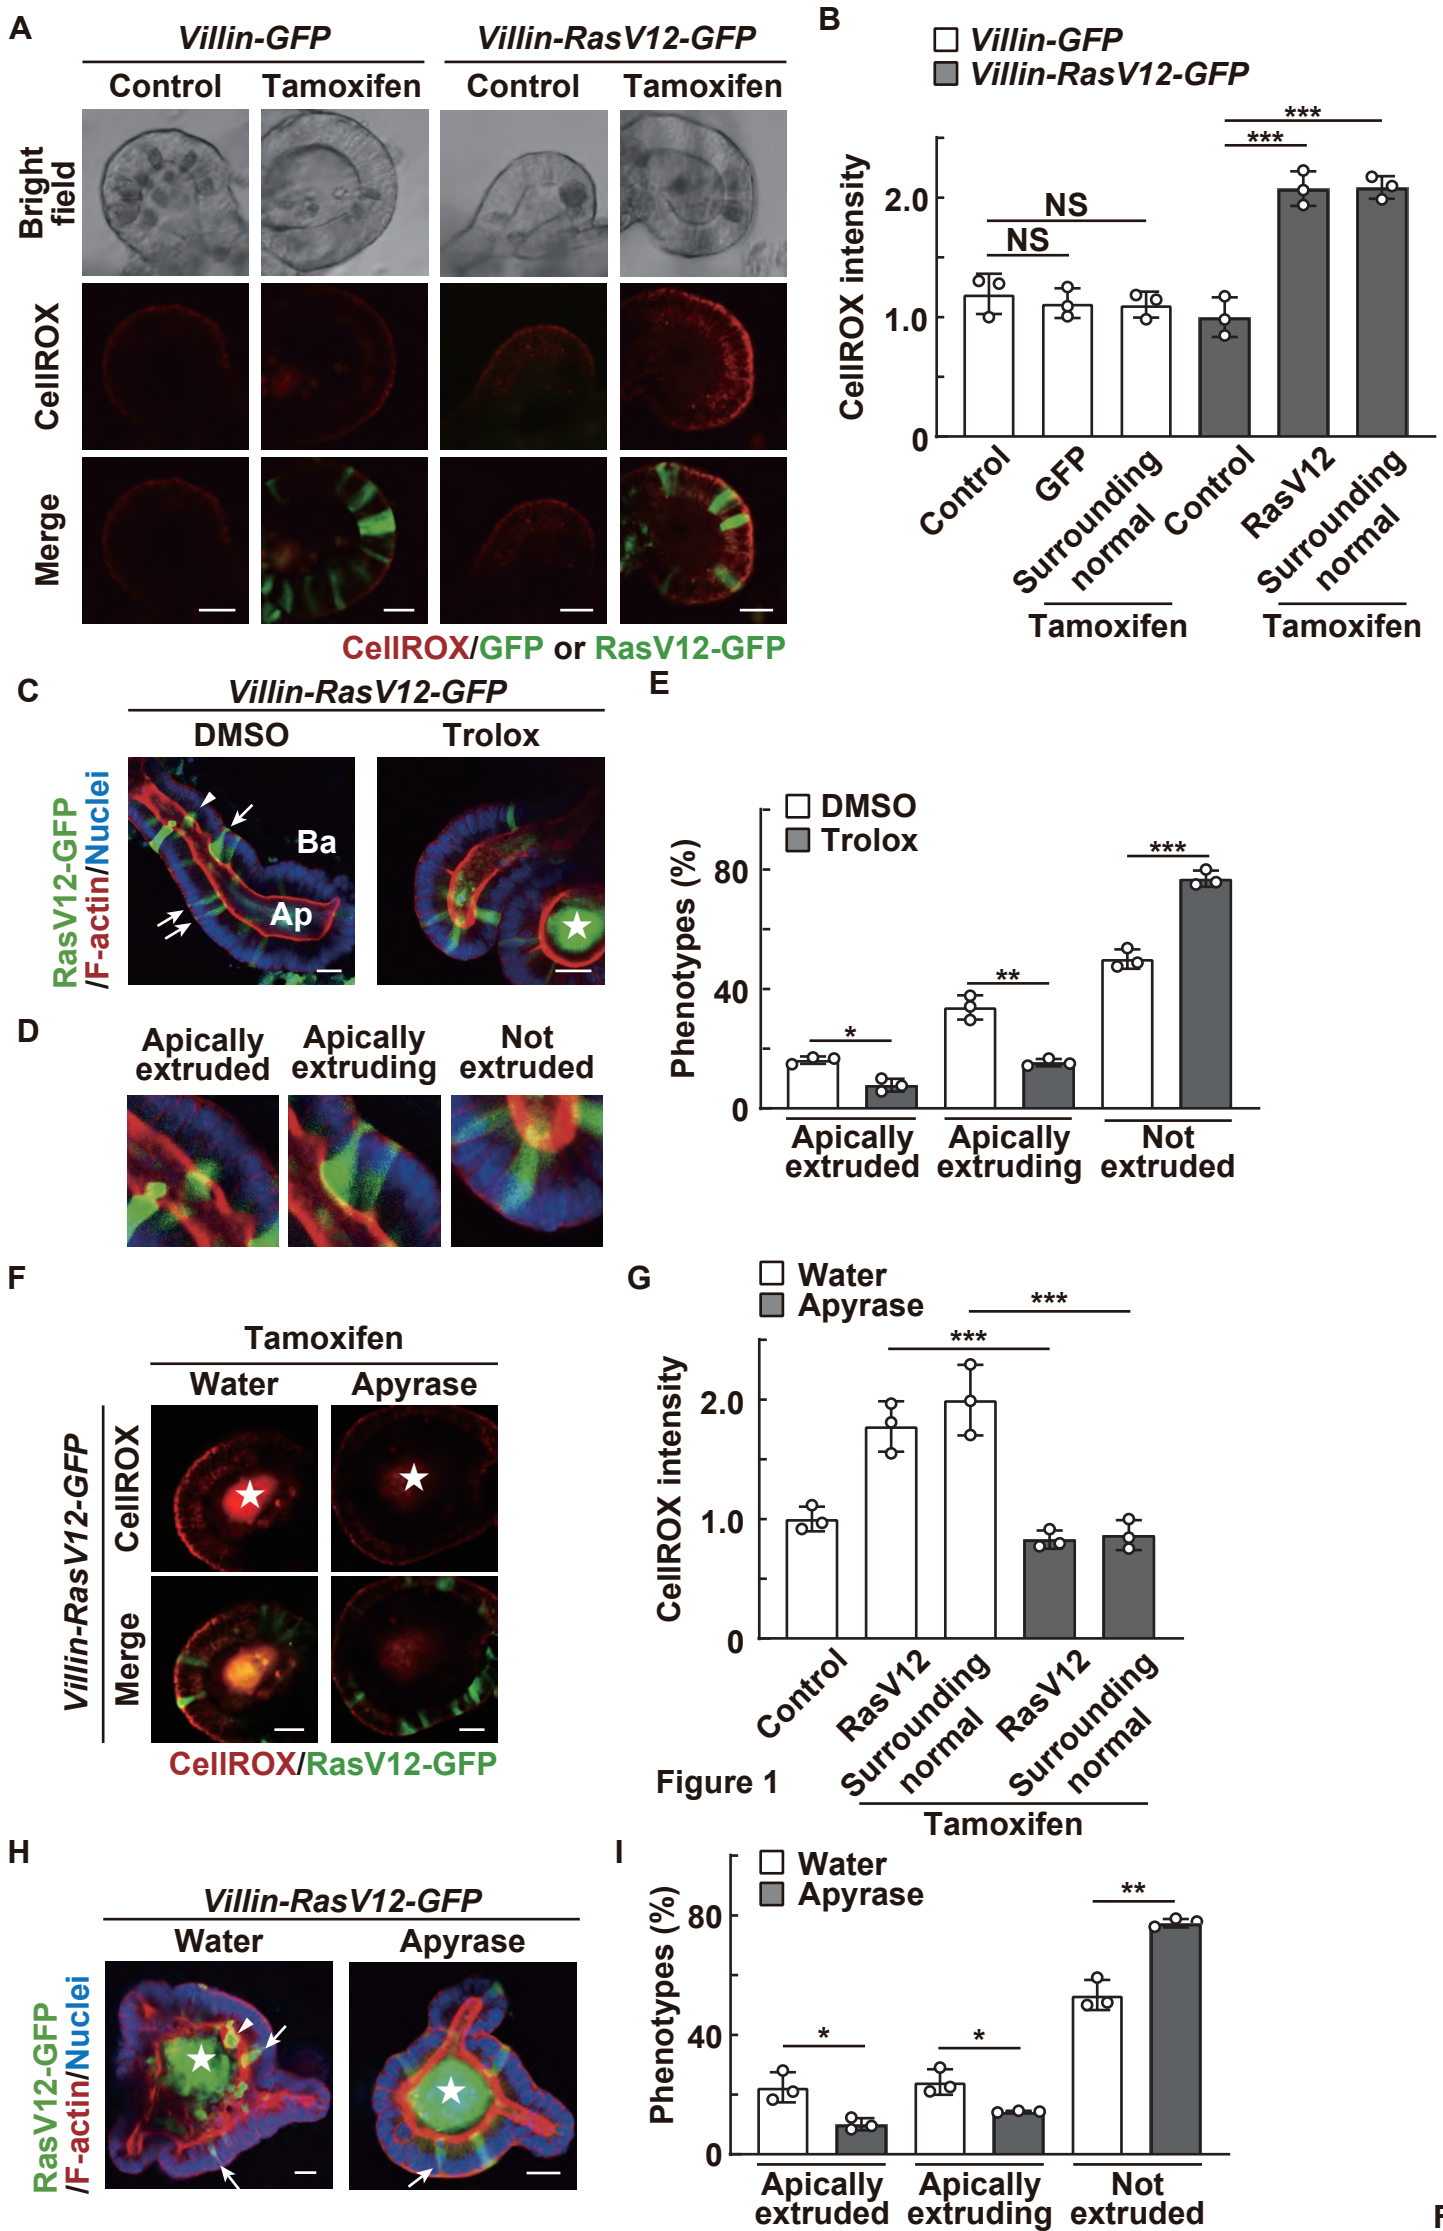 A
Villin-GFP
Villin-RasV12-GFP
Control
Tamoxifen
Control
Tamoxifen
Bright
field
CellROX
Merge
CellROX/GFP or RasV12-GFP
B
Villin-GFP
Villin-RasV12-GFP
CellROX intensity
2.0
1.0
0
NS
NS
***
***
Control
GFP
Surrounding
normal
Control
RasV12
Surrounding
normal
Tamoxifen
Tamoxifen
C
Villin-RasV12-GFP
DMSO
Trolox
RasV12-GFP
/F-actin/Nuclei
Ba
Ap
D
Apically
extruded
Apically
extruding
Not
extruded
E
DMSO
Trolox
Phenotypes (%)
80
40
0
*
**
***
Apically
extruded
Apically
extruding
Not
extruded
F
Tamoxifen
Water
Apyrase
Villin-RasV12-GFP
CellROX
Merge
CellROX/RasV12-GFP
G
Water
Apyrase
CellROX intensity
2.0
1.0
0
***
***
Control
RasV12
Surrounding
normal
RasV12
Surrounding
normal
Tamoxifen
Figure 1
H
Villin-RasV12-GFP
Water
Apyrase
RasV12-GFP
/F-actin/Nuclei
I
Water
Apyrase
Phenotypes (%)
80
40
0
*
*
**
Apically
extruded
Apically
extruding
Not
extruded